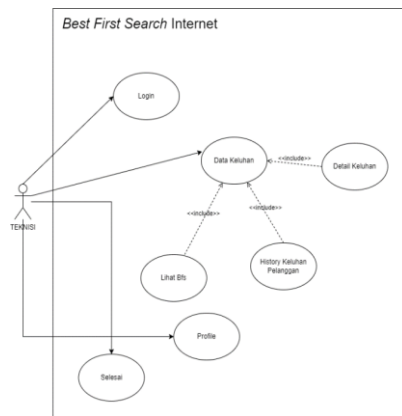 Best First Search Internet
Login
Data Keluhan
<<include>>
Detail Keluhan
TEKNISI
<<include>>
<<include>>
Lihat Bfs
History Keluhan
Pelanggan
Profile
Selesai